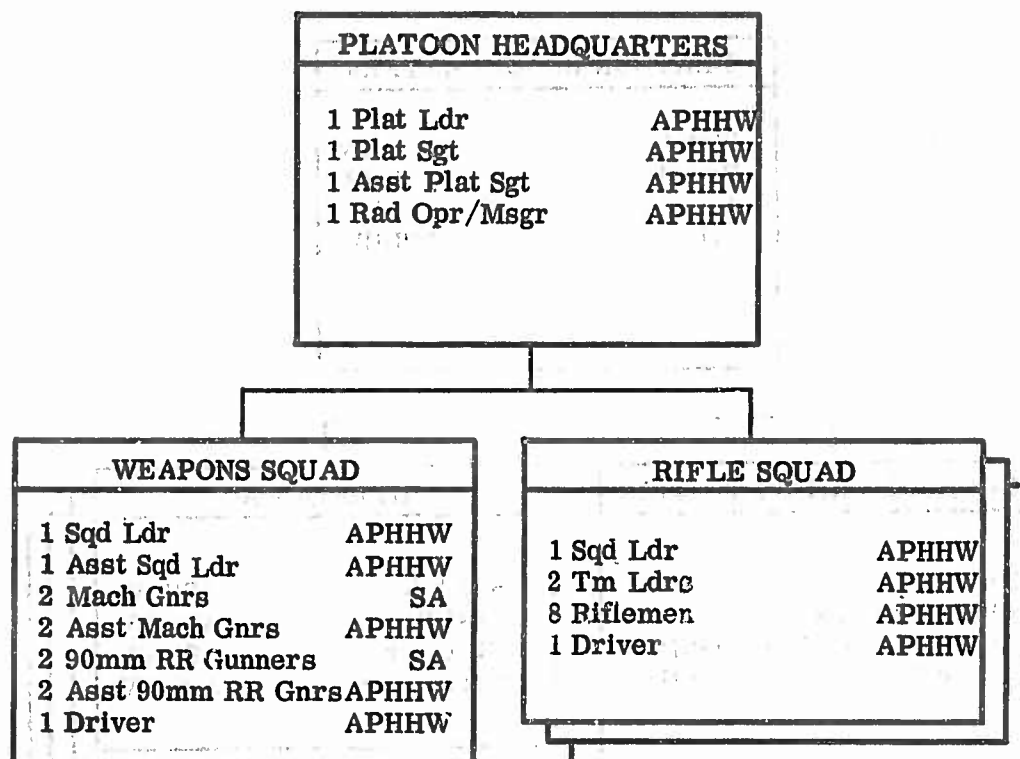 PLATOON HEADQUARTERS
1 Plat Ldr APHHW
1 Plat Sgt APHHW
1 Asst Plat Sgt APHHW
1 Rad Opr/Msgr APHHW
WEAPONS SQUAD
1 Sqd Ldr APHHW
1 Asst Sqd Ldr APHHW
2 Mach Gnrs SA
2 Asst Mach Gnrs APHHW
2 90mm RR Gunners SA
2 Asst 90mm RR Gnrs APHHW
1 Driver APHHW
RIFLE SQUAD
1 Sqd Ldr APHHW
2 Tm Ldrs APHHW
8 Riflemen APHHW
1 Driver APHHW